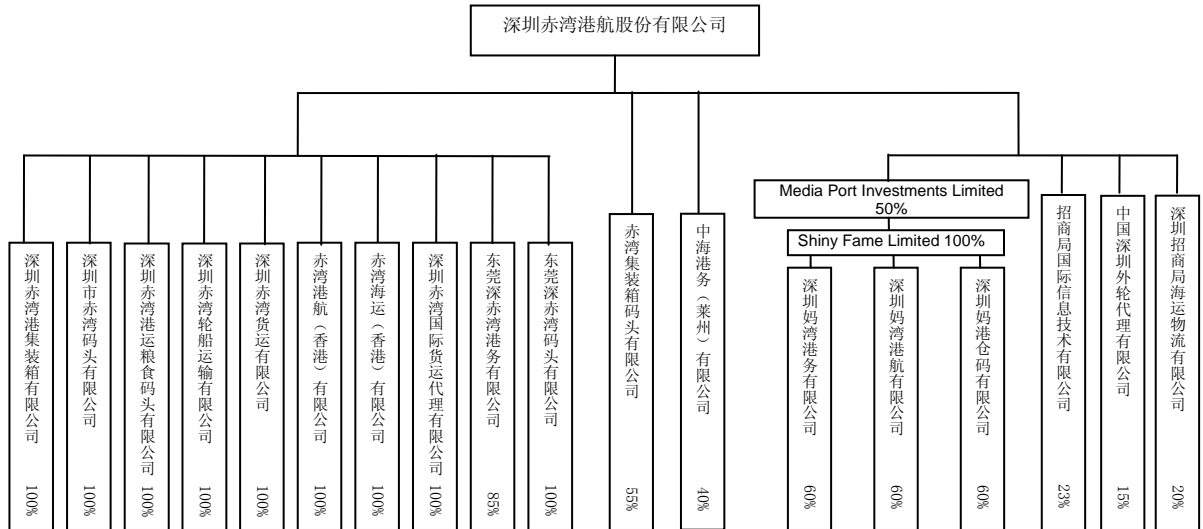 深圳赤湾港航股份有限公司
Media Port Investments Limited
50%
Shiny Fame Limited 100%
深圳赤湾港集装箱有限公司 100%
深圳市赤湾码头有限公司 100%
深圳赤湾港运粮食码头有限公司 100%
深圳赤湾轮船运输有限公司 100%
深圳赤湾货运有限公司 100%
赤湾港航（香港）有限公司 100%
赤湾海运（香港）有限公司 100%
深圳赤湾国际货运代理有限公司 100%
东莞深赤湾港务有限公司 85%
东莞深赤湾码头有限公司 100%
赤湾集装箱码头有限公司 55%
中海港务（莱州）有限公司 40%
深圳妈湾港务有限公司 60%
深圳妈湾港航有限公司 60%
深圳妈港仓码有限公司 60%
招商局国际信息技术有限公司 23%
中国深圳外轮代理有限公司 15%
深圳招商局海运物流有限公司 20%